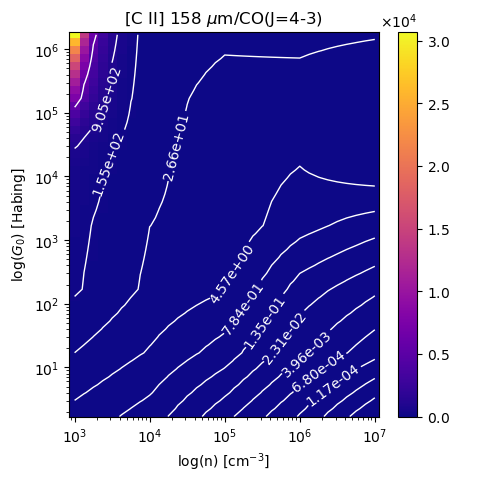 [C II] 158 μm/CO(J=4-3)
×10⁴
log(G₀) [Habing]
10⁶
10⁵
10⁴
10³
10²
10¹
9.05e+02
1.55e+02
2.66e+01
4.57e+00
7.84e-01
1.35e-01
2.31e-02
3.96e-03
6.80e-04
1.17e-04
3.0
2.5
2.0
1.5
1.0
0.5
0.0
10³ 10⁴ 10⁵ 10⁶ 10⁷
log(n) [cm⁻³]